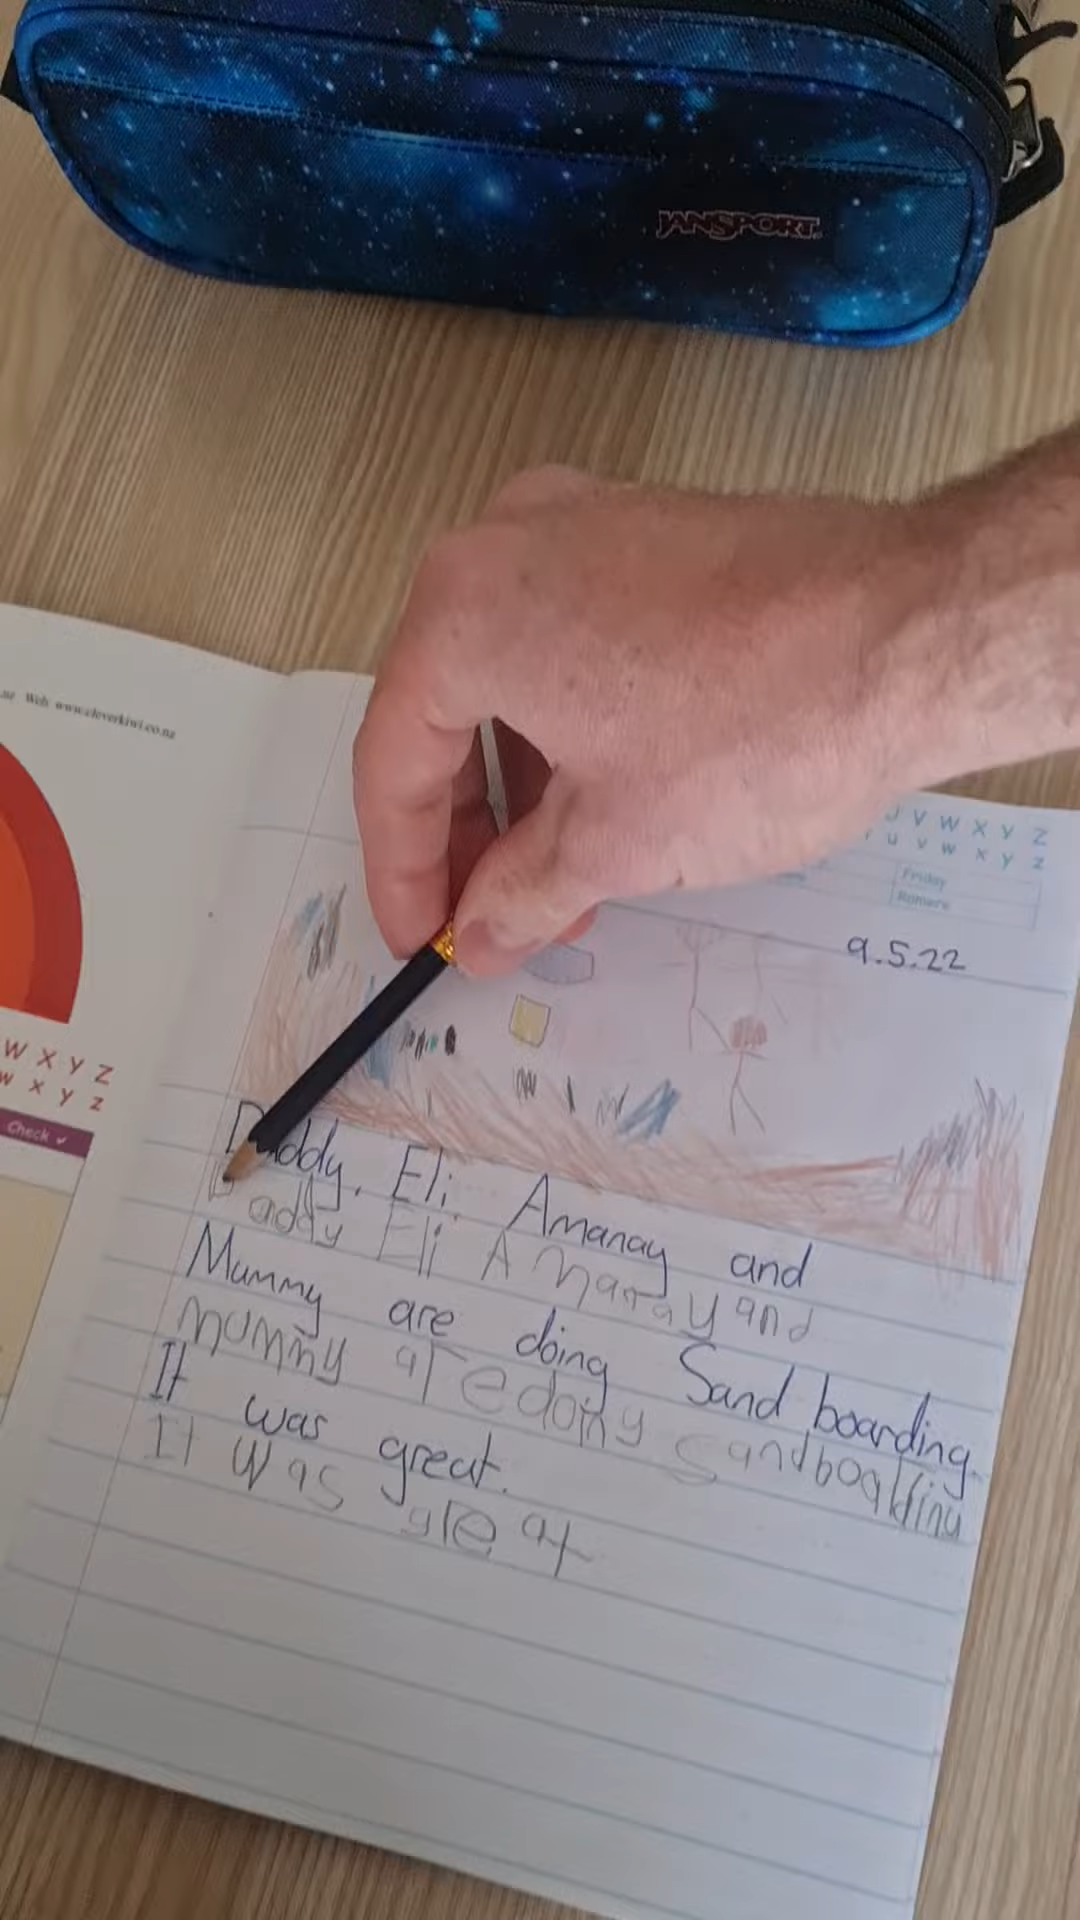 JANSPORT.
Web: www.cleverkiwi.co.nz
V W X Y Z
u v w x y z
Friday
Romers
9.5.22
W X Y Z
w x y z
Check ✓
Daddy, Eli, Amanay and
Daddy Eli Amanay and
Mummy are doing Sand boarding.
mummy are doing Sandboarding
It was great.
It was great